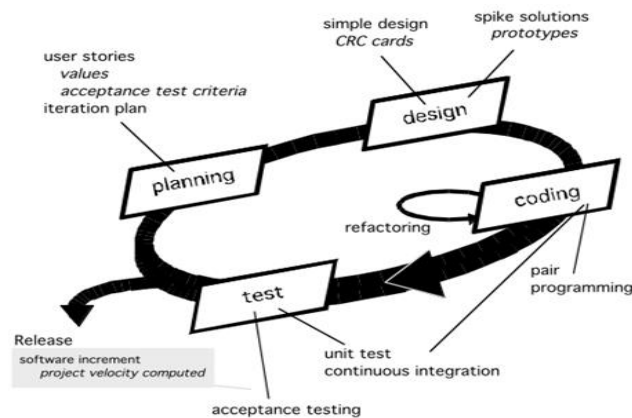 simple design
CRC cards
spike solutions
prototypes
user stories
values
acceptance test criteria
iteration plan
design
planning
coding
refactoring
test
pair
programming
Release
software increment
project velocity computed
unit test
continuous integration
acceptance testing